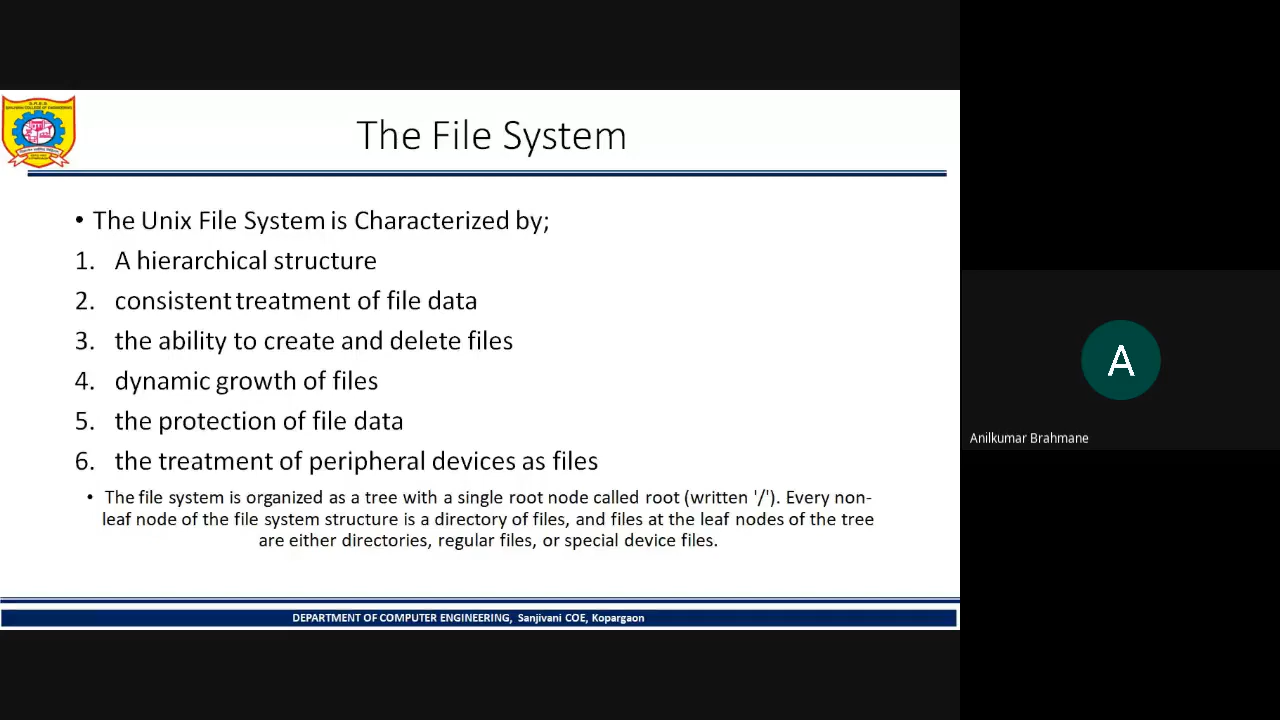 The File System
• The Unix File System is Characterized by;
1. A hierarchical structure
2. consistent treatment of file data
3. the ability to create and delete files
4. dynamic growth of files
5. the protection of file data
6. the treatment of peripheral devices as files
• The file system is organized as a tree with a single root node called root (written '/'). Every non-
leaf node of the file system structure is a directory of files, and files at the leaf nodes of the tree
are either directories, regular files, or special device files.
DEPARTMENT OF COMPUTER ENGINEERING, Sanjivani COE, Kopargaon
A
Anilkumar Brahmane